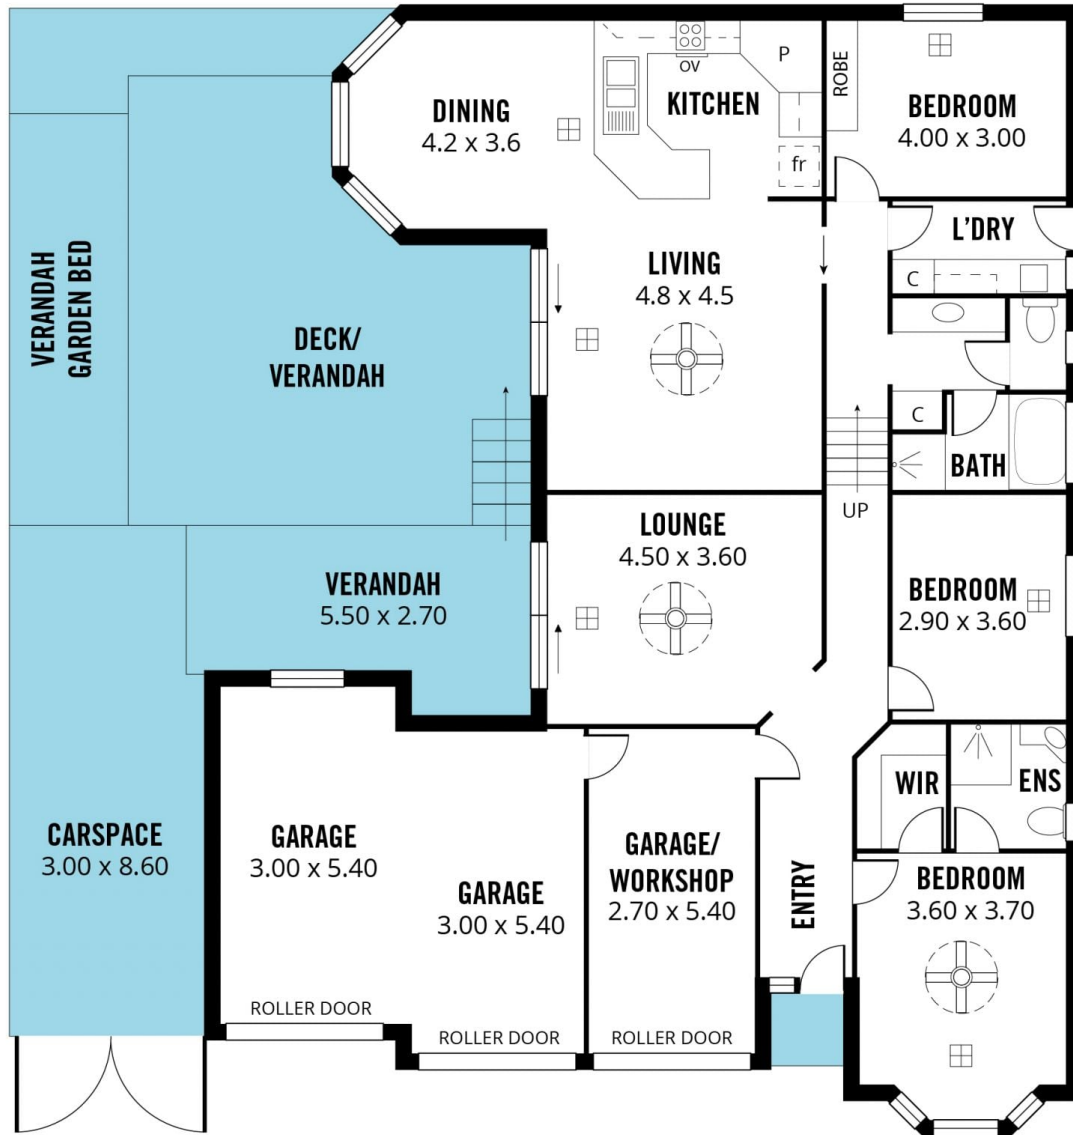 P
OV
ROBE
KITCHEN
DINING
4.2 x 3.6
BEDROOM
4.00 x 3.00
fr
L'DRY
C
VERANDAH
GARDEN BED
LIVING
4.8 x 4.5
DECK/
VERANDAH
C
BATH
UP
LOUNGE
4.50 x 3.60
VERANDAH
5.50 x 2.70
BEDROOM
2.90 x 3.60
WIR
ENS
CARSPACE
3.00 x 8.60
GARAGE
3.00 x 5.40
GARAGE
3.00 x 5.40
GARAGE/
WORKSHOP
2.70 x 5.40
ENTRY
BEDROOM
3.60 x 3.70
ROLLER DOOR
ROLLER DOOR
ROLLER DOOR